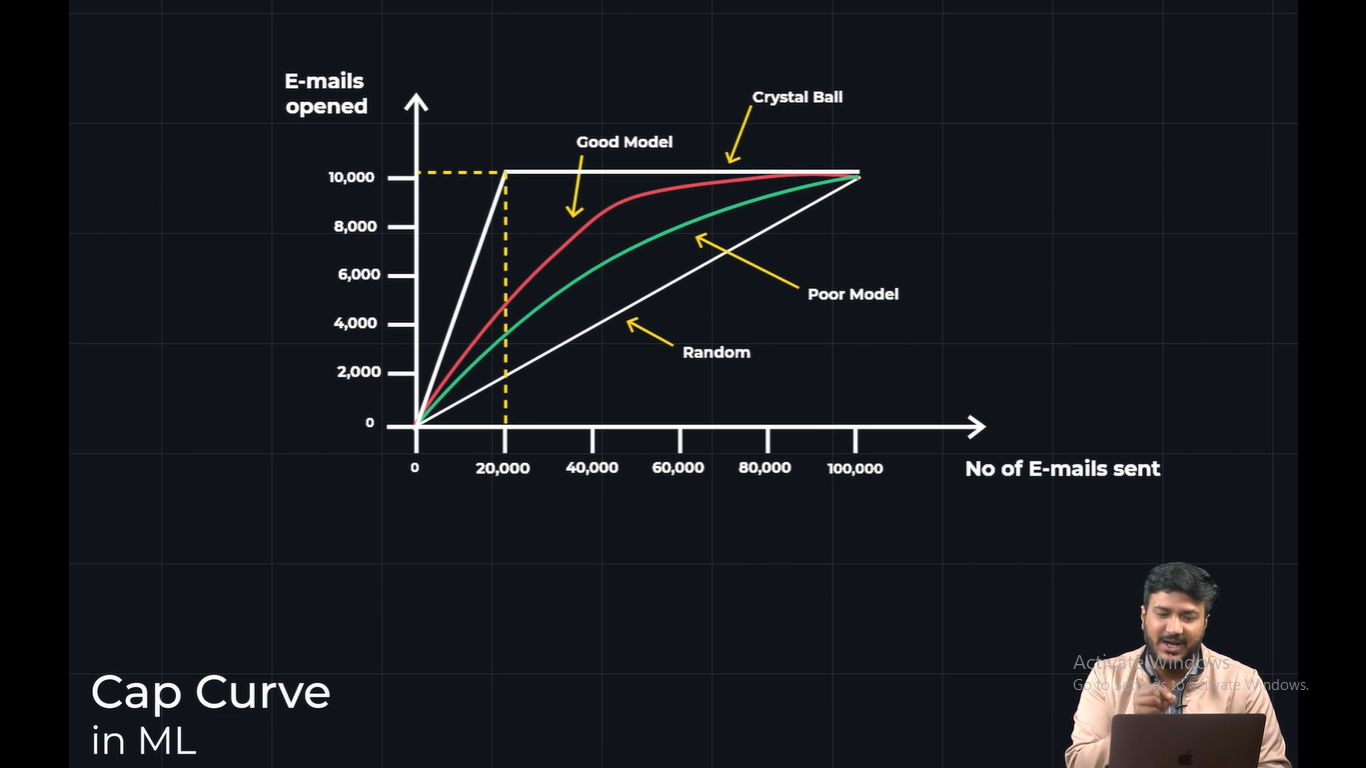 E-mails
opened
Crystal Ball
Good Model
10,000
8,000
6,000
4,000
2,000
0
Poor Model
Random
0
20,000
40,000
60,000
80,000
100,000
No of E-mails sent
Activate Windows
Go to Settings to activate Windows.
Cap Curve
in ML